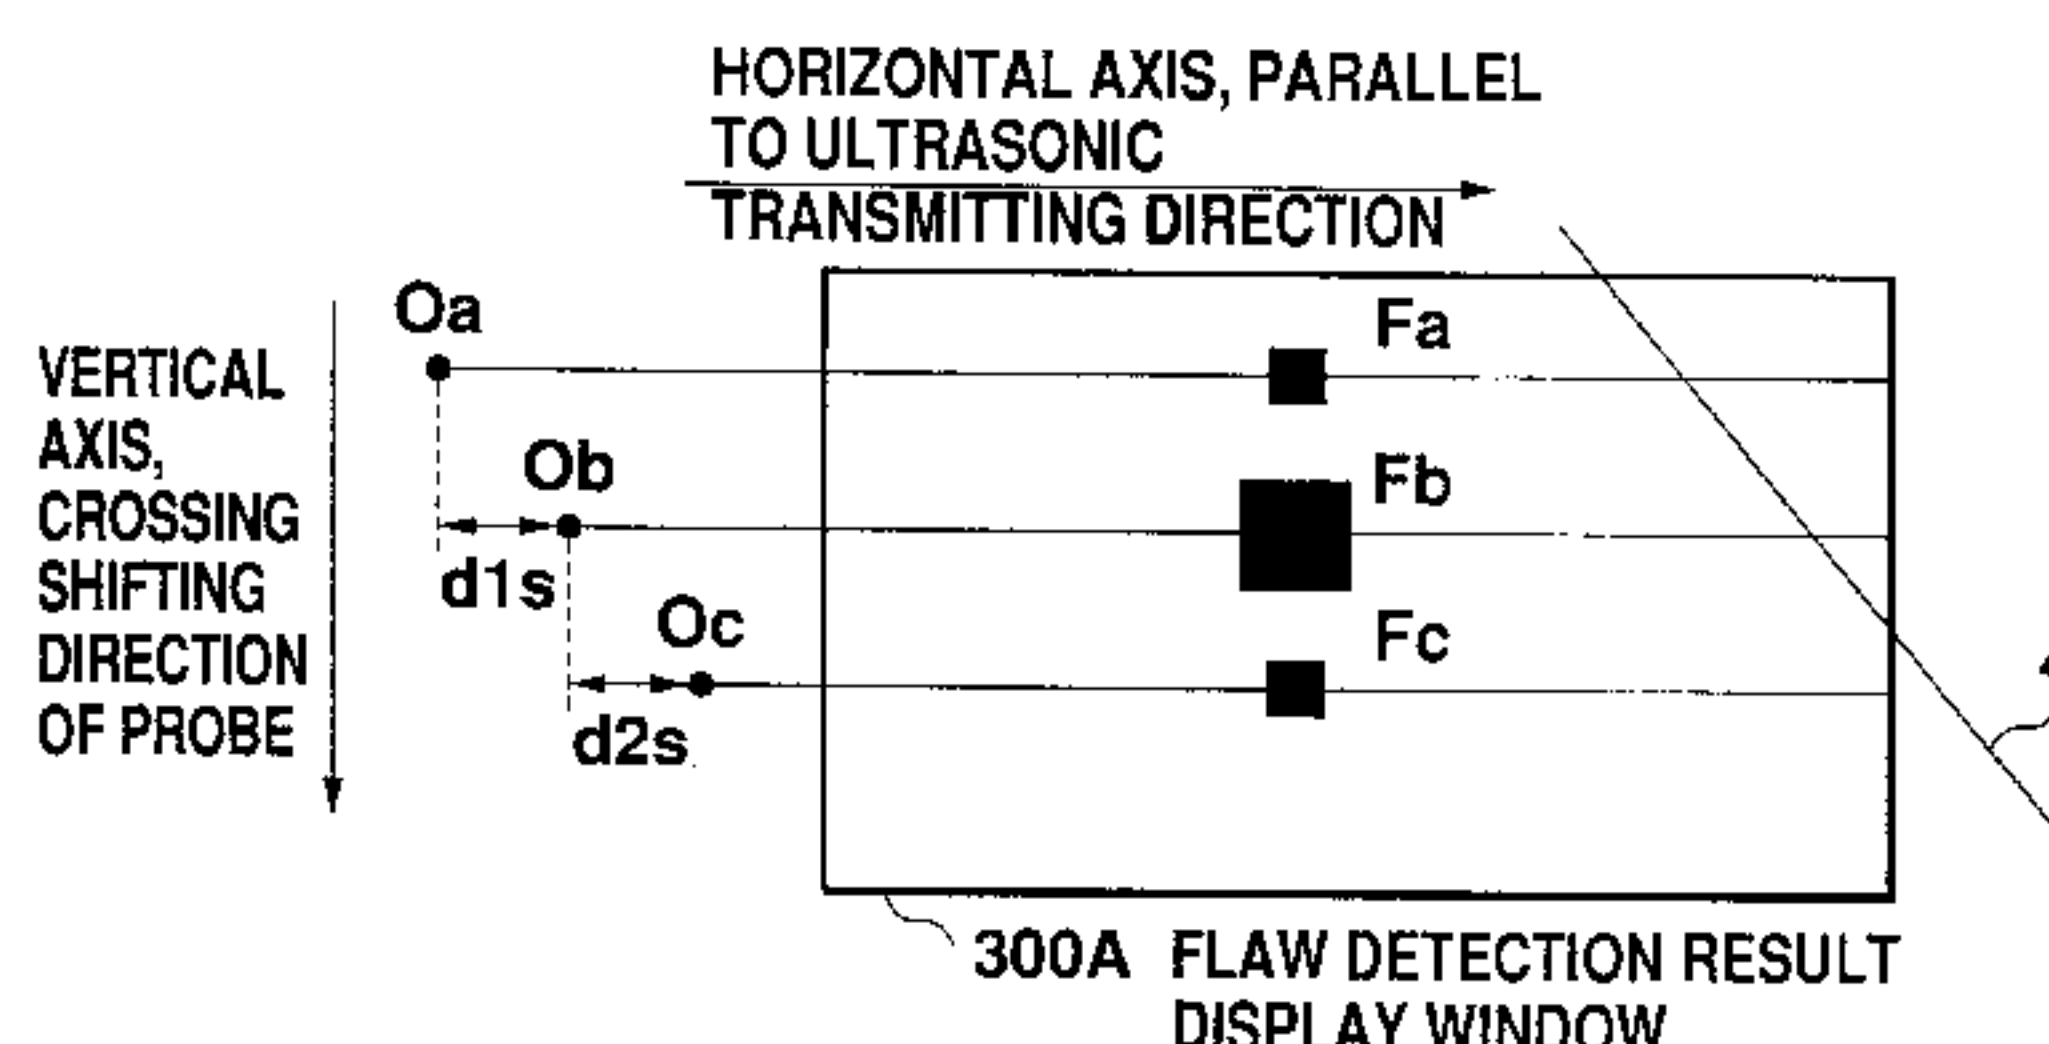 HORIZONTAL AXIS, PARALLEL
TO ULTRASONIC
TRANSMITTING DIRECTION
Oa
Fa
VERTICAL
AXIS,
CROSSING
SHIFTING
DIRECTION
OF PROBE
Ob
Fb
d1s
Oc
Fc
d2s
300A FLAW DETECTION RESULT
DISPLAY WINDOW